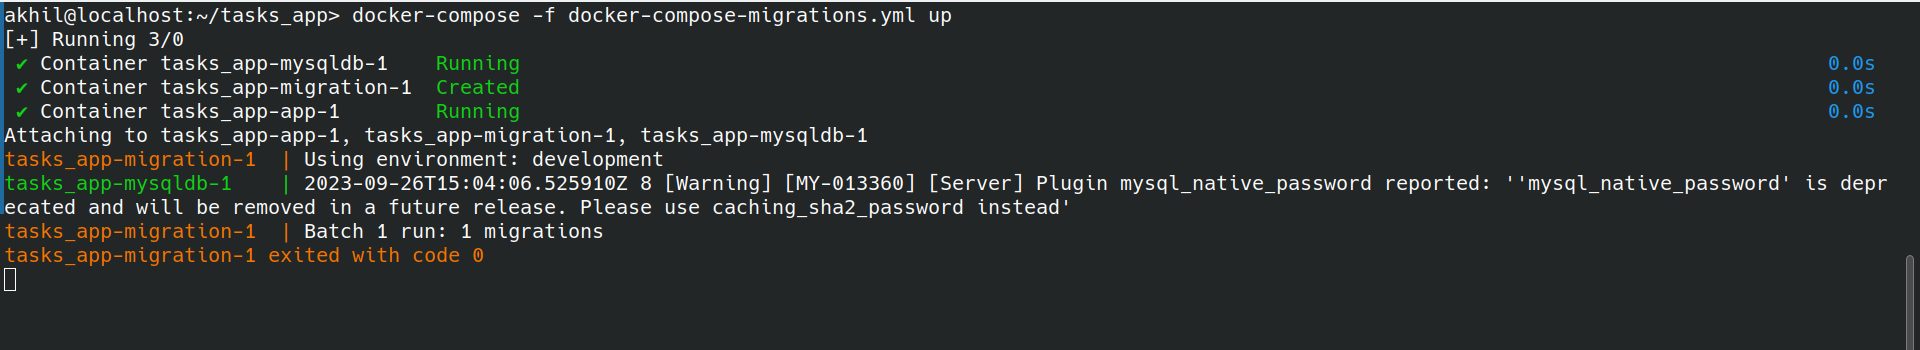 akhil@localhost:~/tasks_app> docker-compose -f docker-compose-migrations.yml up
[+] Running 3/0
✔ Container tasks_app-mysqldb-1    Running    0.0s
✔ Container tasks_app-migration-1  Created    0.0s
✔ Container tasks_app-app-1        Running    0.0s
Attaching to tasks_app-app-1, tasks_app-migration-1, tasks_app-mysqldb-1
tasks_app-migration-1  | Using environment: development
tasks_app-mysqldb-1    | 2023-09-26T15:04:06.525910Z 8 [Warning] [MY-013360] [Server] Plugin mysql_native_password reported: ''mysql_native_password' is depr
ecated and will be removed in a future release. Please use caching_sha2_password instead'
tasks_app-migration-1  | Batch 1 run: 1 migrations
tasks_app-migration-1 exited with code 0